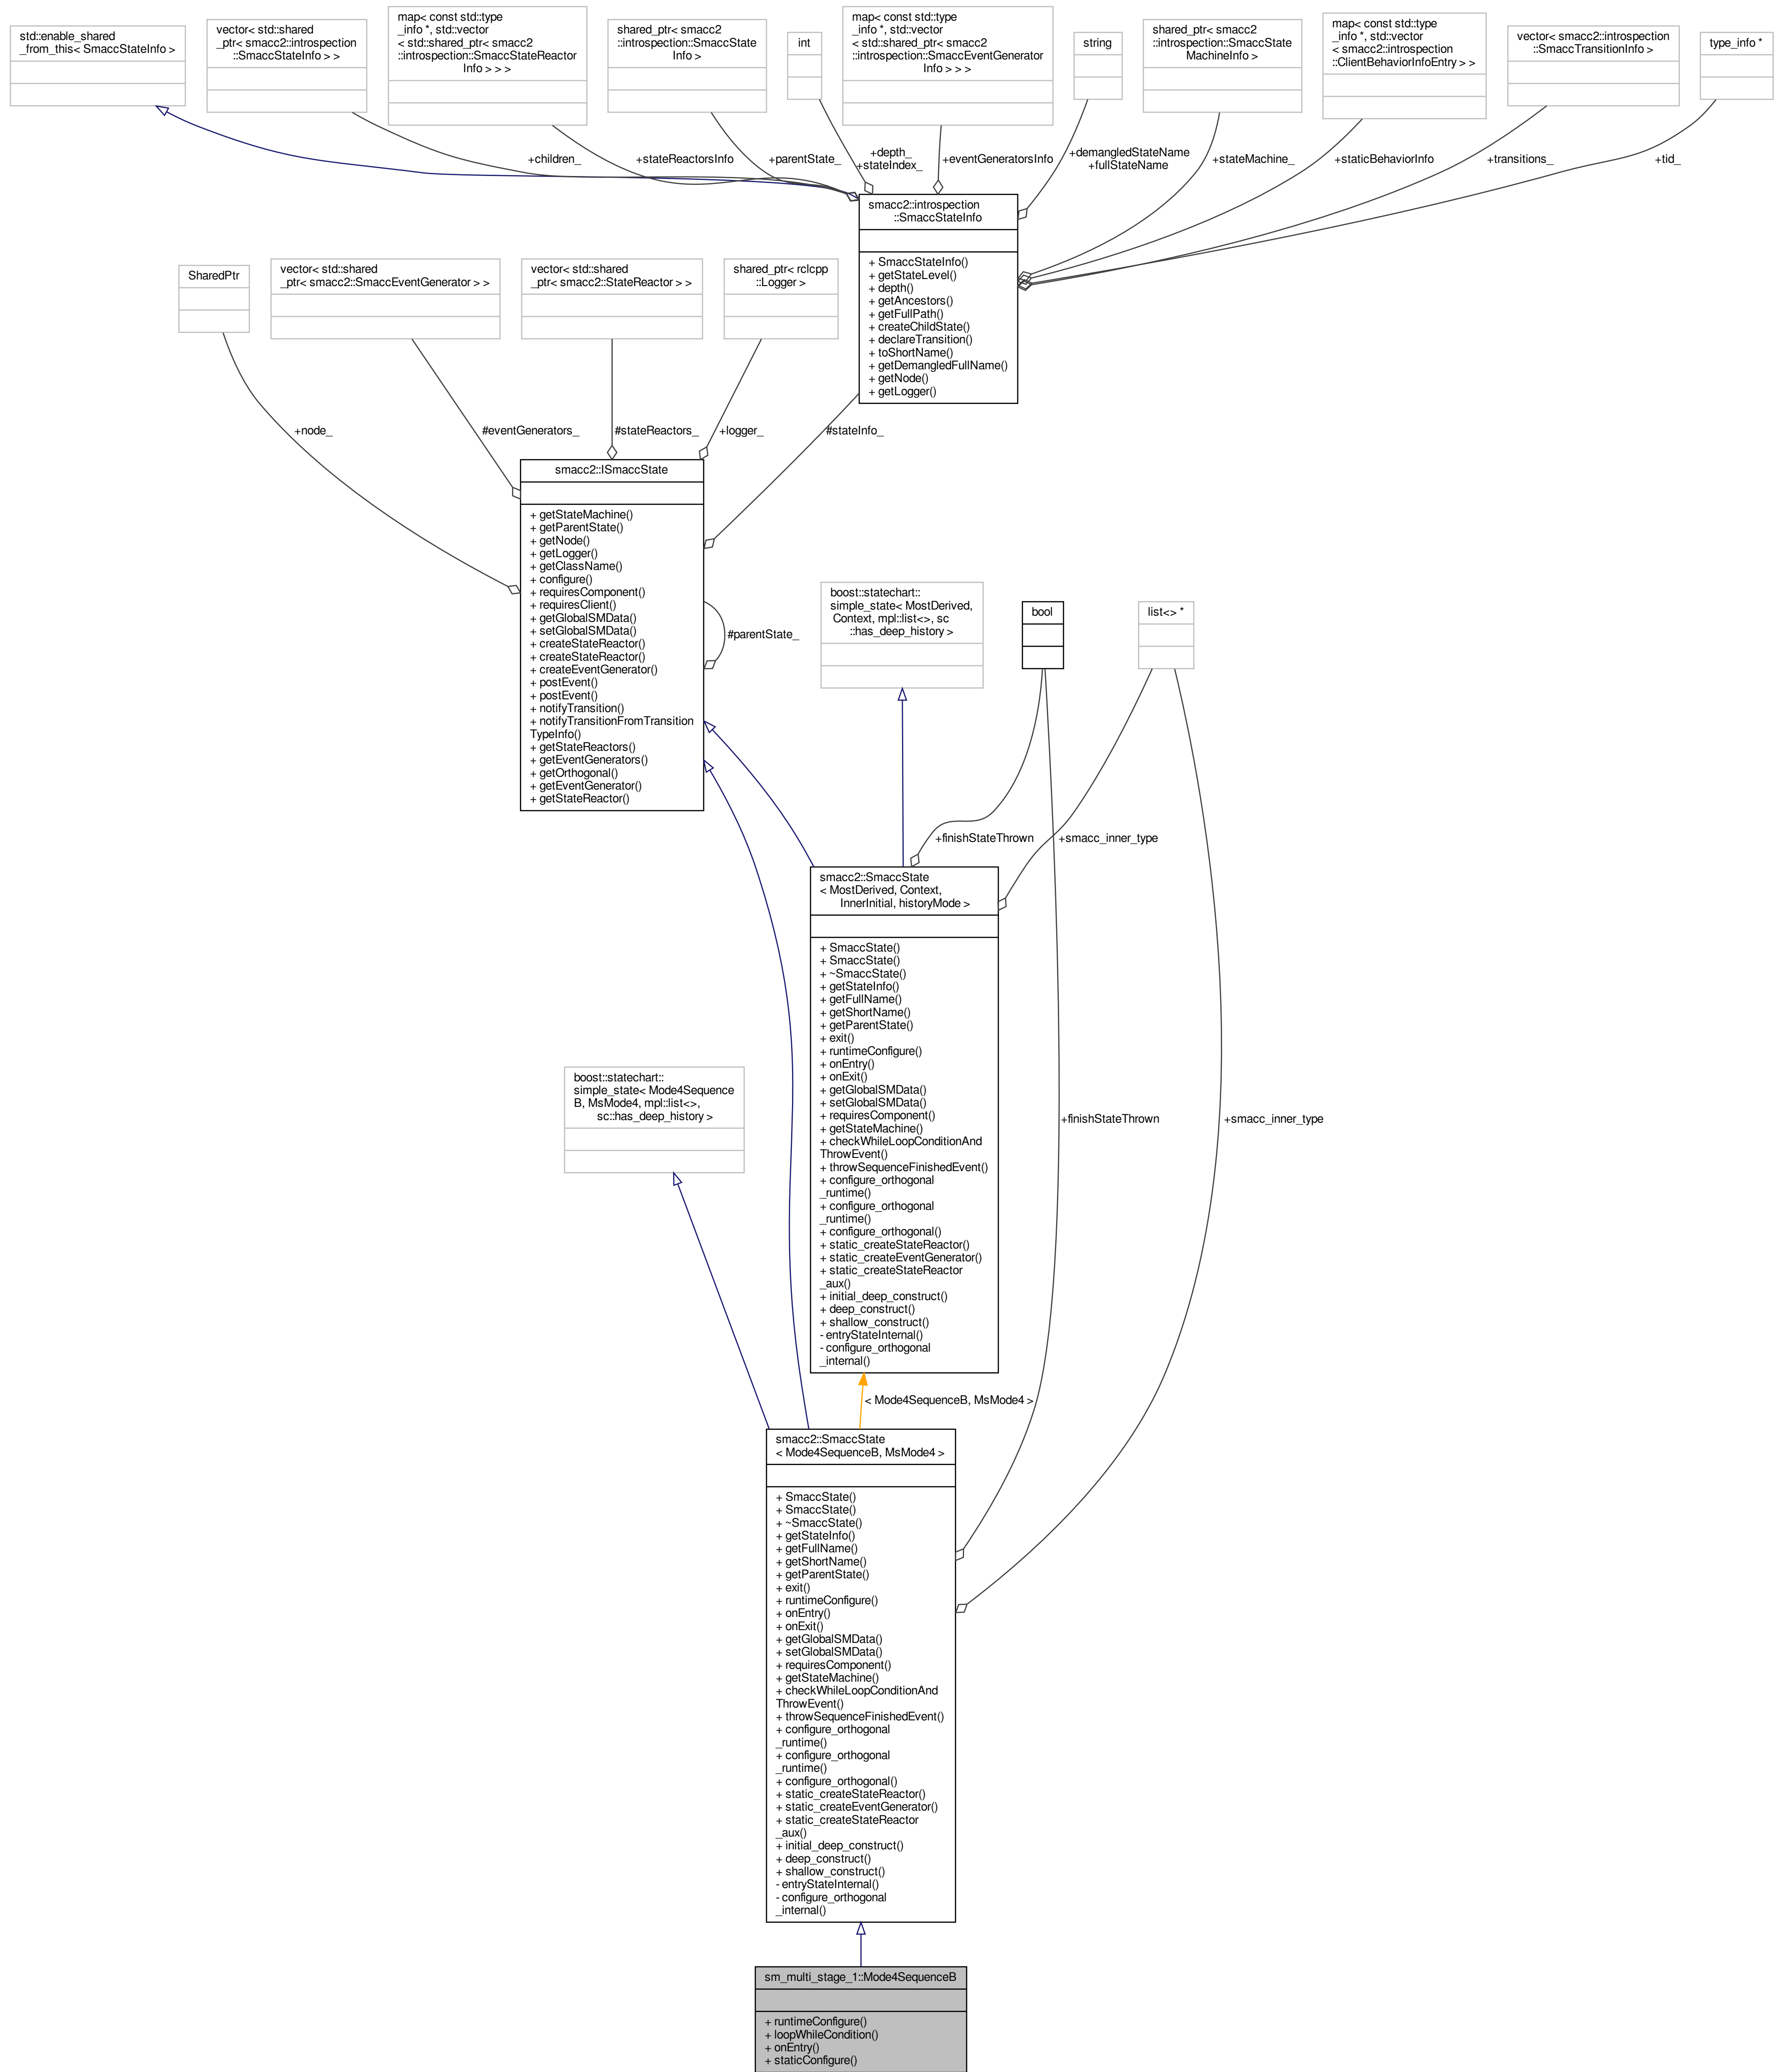 std::enable_shared
_from_this< SmaccStateInfo >
vector< std::shared
_ptr< smacc2::introspection
::SmaccStateInfo > >
map< const std::type
_info *, std::vector
< std::shared_ptr< smacc2
::introspection::SmaccStateReactor
Info > > >
shared_ptr< smacc2
::introspection::SmaccState
Info >
int
map< const std::type
_info *, std::vector
< std::shared_ptr< smacc2
::introspection::SmaccEventGenerator
Info > > >
string
shared_ptr< smacc2
::introspection::SmaccState
MachineInfo >
map< const std::type
_info *, std::vector
< smacc2::introspection
::ClientBehaviorInfoEntry > >
vector< smacc2::introspection
::SmaccTransitionInfo >
type_info *
+children_
+stateReactorsInfo
+parentState_
+depth_
+stateIndex_
+eventGeneratorsInfo
+demangledStateName
+fullStateName
+stateMachine_
+staticBehaviorInfo
+transitions_
+tid_
smacc2::introspection
::SmaccStateInfo
+ SmaccStateInfo()
+ getStateLevel()
+ depth()
+ getAncestors()
+ getFullPath()
+ createChildState()
+ declareTransition()
+ toShortName()
+ getDemangledFullName()
+ getNode()
+ getLogger()
SharedPtr
vector< std::shared
_ptr< smacc2::SmaccEventGenerator > >
vector< std::shared
_ptr< smacc2::StateReactor > >
shared_ptr< rclcpp
::Logger >
+node_
#eventGenerators_
#stateReactors_
+logger_
#stateInfo_
smacc2::ISmaccState
+ getStateMachine()
+ getParentState()
+ getNode()
+ getLogger()
+ getClassName()
+ configure()
+ requiresComponent()
+ requiresClient()
+ getGlobalSMData()
+ setGlobalSMData()
+ createStateReactor()
+ createStateReactor()
+ createEventGenerator()
+ postEvent()
+ postEvent()
+ notifyTransition()
+ notifyTransitionFromTransition
TypeInfo()
+ getStateReactors()
+ getEventGenerators()
+ getOrthogonal()
+ getEventGenerator()
+ getStateReactor()
#parentState_
boost::statechart::
simple_state< MostDerived,
Context, mpl::list<>, sc
::has_deep_history >
bool
list<> *
+finishStateThrown
+smacc_inner_type
smacc2::SmaccState
< MostDerived, Context,
InnerInitial, historyMode >
+ SmaccState()
+ SmaccState()
+ ~SmaccState()
+ getStateInfo()
+ getFullName()
+ getShortName()
+ getParentState()
+ exit()
+ runtimeConfigure()
+ onEntry()
+ onExit()
+ getGlobalSMData()
+ setGlobalSMData()
+ requiresComponent()
+ getStateMachine()
+ checkWhileLoopConditionAnd
ThrowEvent()
+ throwSequenceFinishedEvent()
+ configure_orthogonal
_runtime()
+ configure_orthogonal
_runtime()
+ configure_orthogonal()
+ static_createStateReactor()
+ static_createEventGenerator()
+ static_createStateReactor
_aux()
+ initial_deep_construct()
+ deep_construct()
+ shallow_construct()
- entryStateInternal()
- configure_orthogonal
_internal()
boost::statechart::
simple_state< Mode4Sequence
B, MsMode4, mpl::list<>,
sc::has_deep_history >
+finishStateThrown
+smacc_inner_type
< Mode4SequenceB, MsMode4 >
smacc2::SmaccState
< Mode4SequenceB, MsMode4 >
+ SmaccState()
+ SmaccState()
+ ~SmaccState()
+ getStateInfo()
+ getFullName()
+ getShortName()
+ getParentState()
+ exit()
+ runtimeConfigure()
+ onEntry()
+ onExit()
+ getGlobalSMData()
+ setGlobalSMData()
+ requiresComponent()
+ getStateMachine()
+ checkWhileLoopConditionAnd
ThrowEvent()
+ throwSequenceFinishedEvent()
+ configure_orthogonal
_runtime()
+ configure_orthogonal
_runtime()
+ configure_orthogonal()
+ static_createStateReactor()
+ static_createEventGenerator()
+ static_createStateReactor
_aux()
+ initial_deep_construct()
+ deep_construct()
+ shallow_construct()
- entryStateInternal()
- configure_orthogonal
_internal()
sm_multi_stage_1::Mode4SequenceB
+ runtimeConfigure()
+ loopWhileCondition()
+ onEntry()
+ staticConfigure()